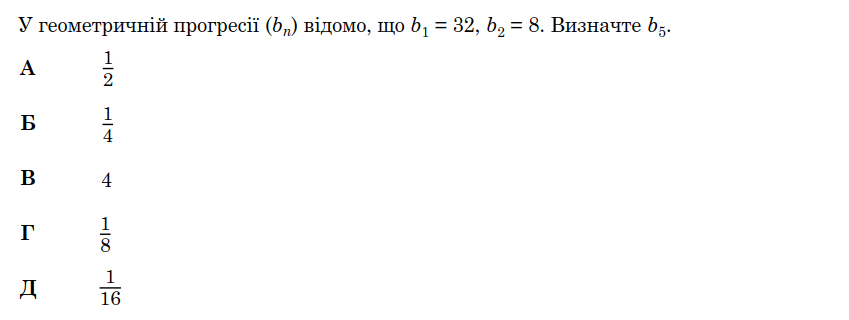 У геометричній прогресії (bₙ) відомо, що b₁ = 32, b₂ = 8. Визначте b₅.
А 1/2
Б 1/4
В 4
Г 1/8
Д 1/16